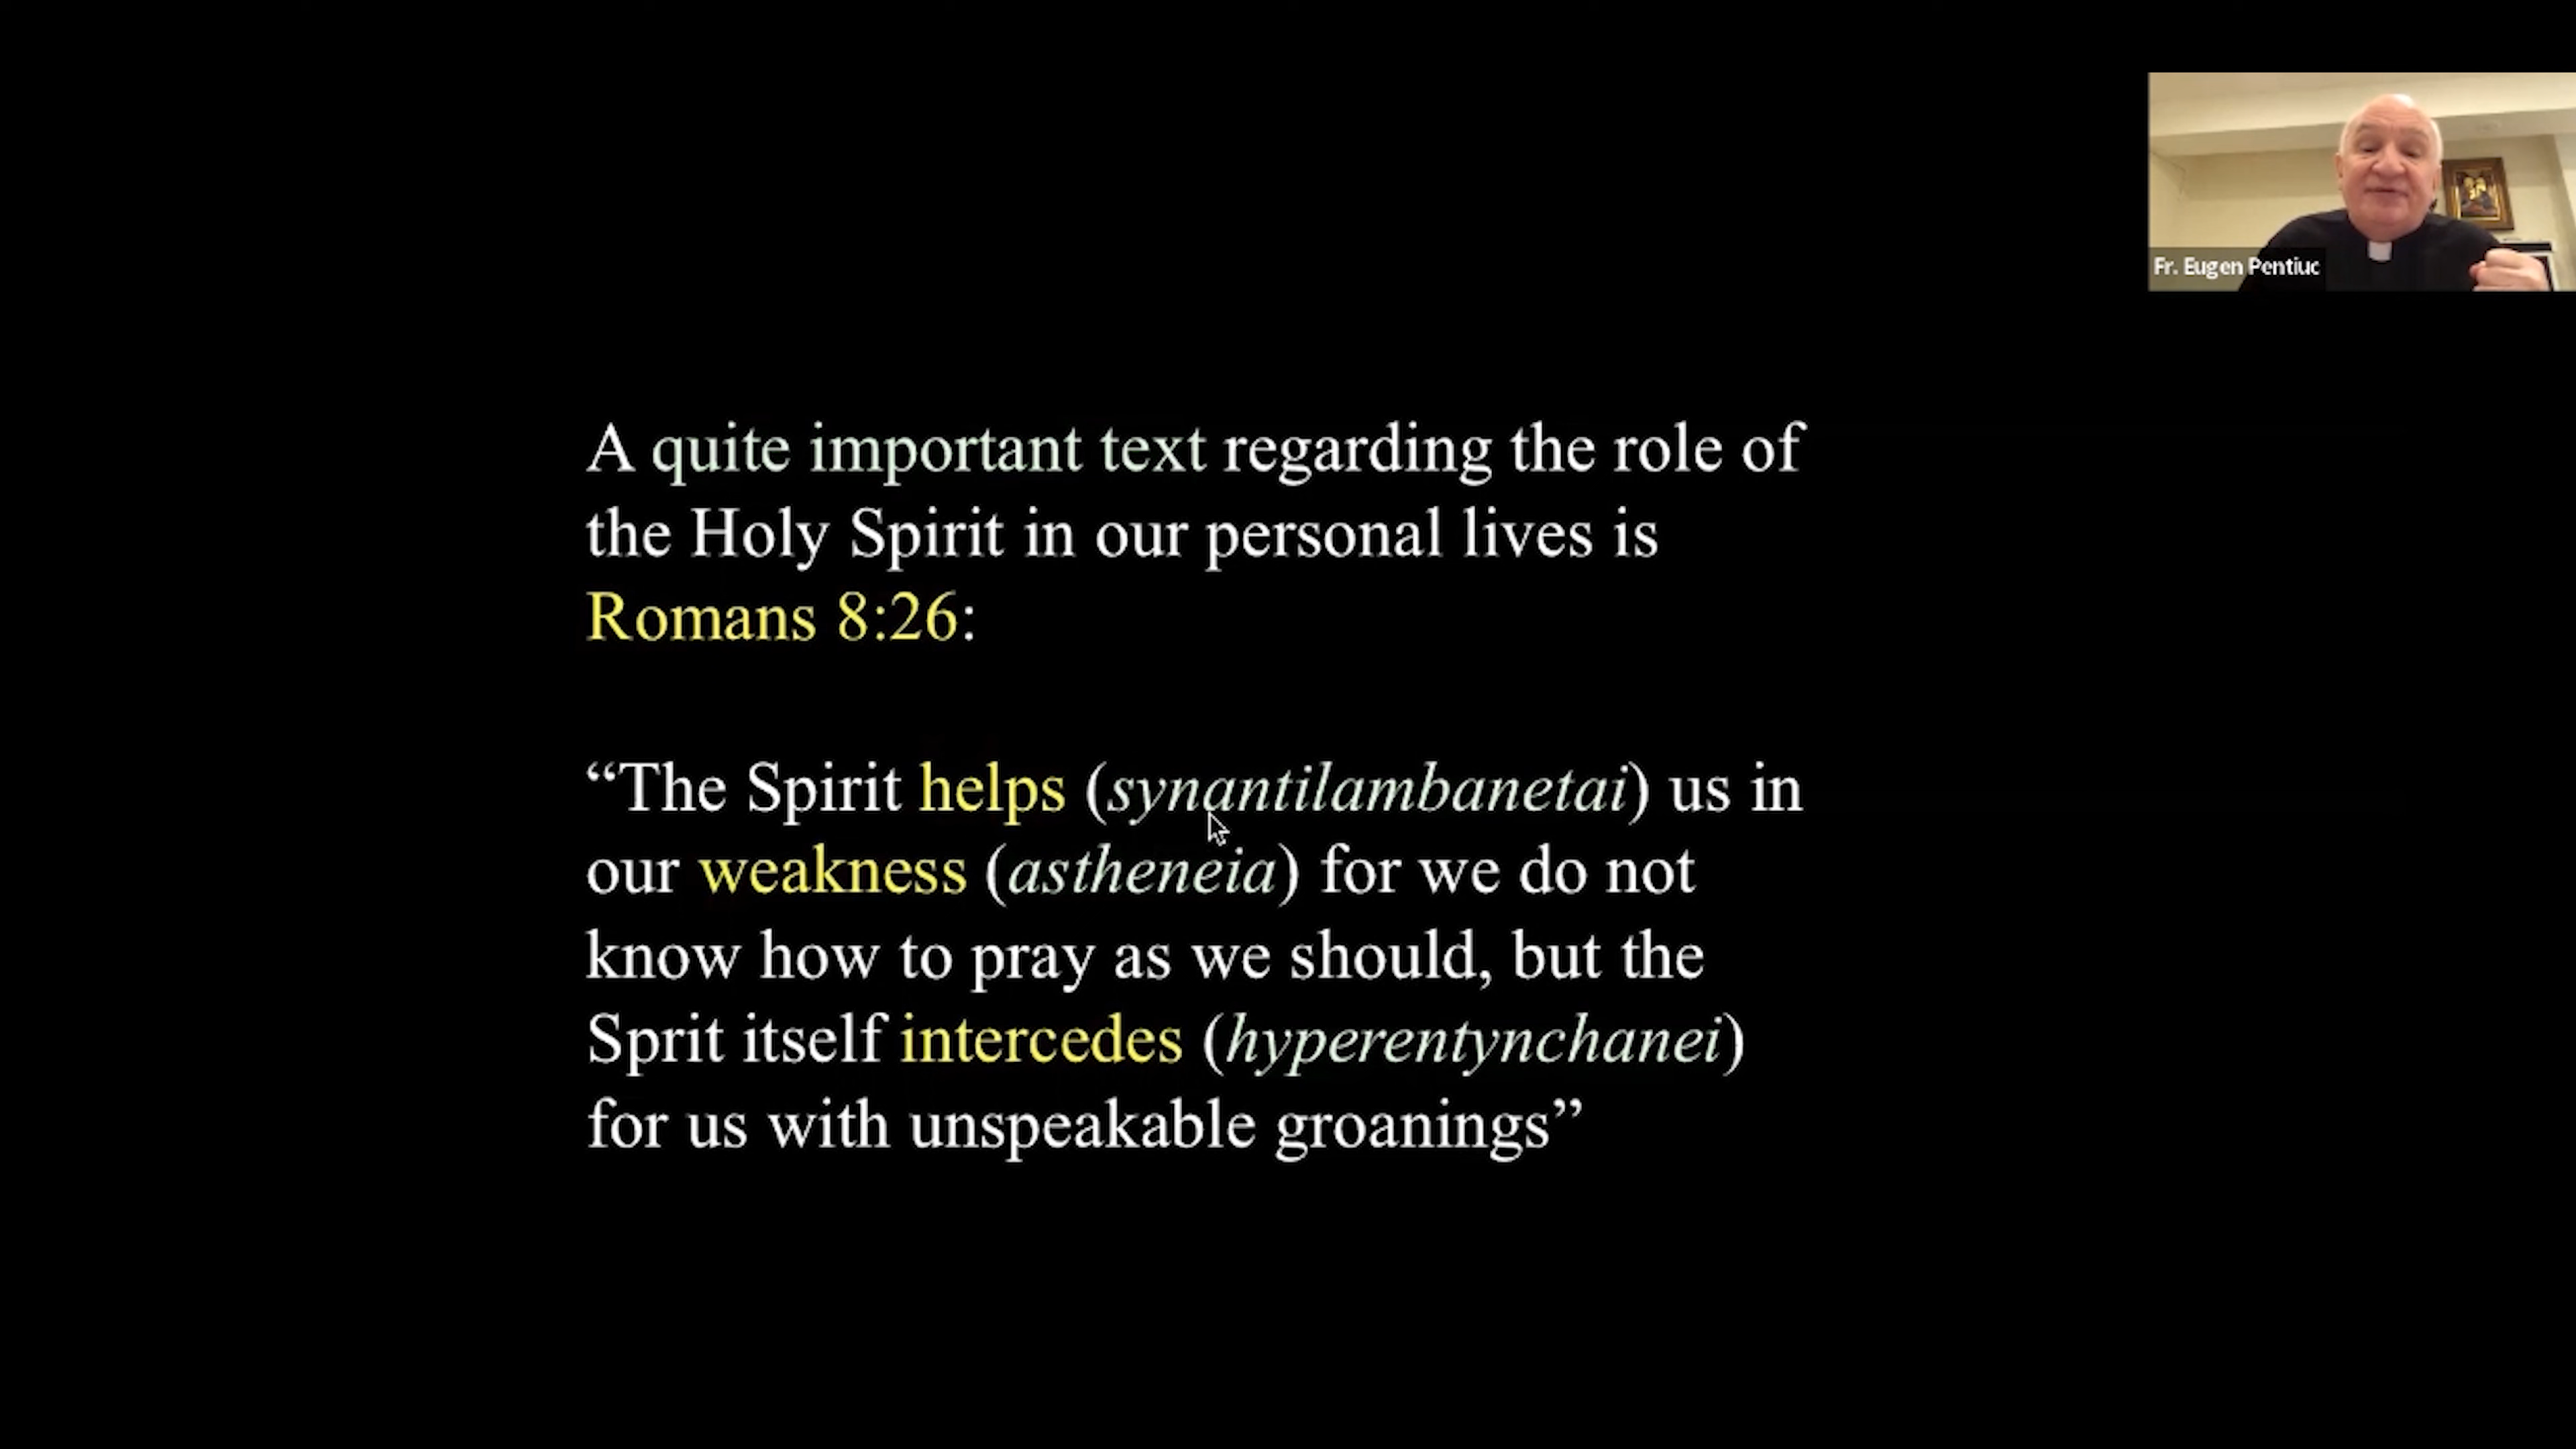 Fr. Eugen Pentiuc
A quite important text regarding the role of
the Holy Spirit in our personal lives is
Romans 8:26:
“The Spirit helps (synantilambanetai) us in
our weakness (astheneia) for we do not
know how to pray as we should, but the
Sprit itself intercedes (hyperentynchanei)
for us with unspeakable groanings”